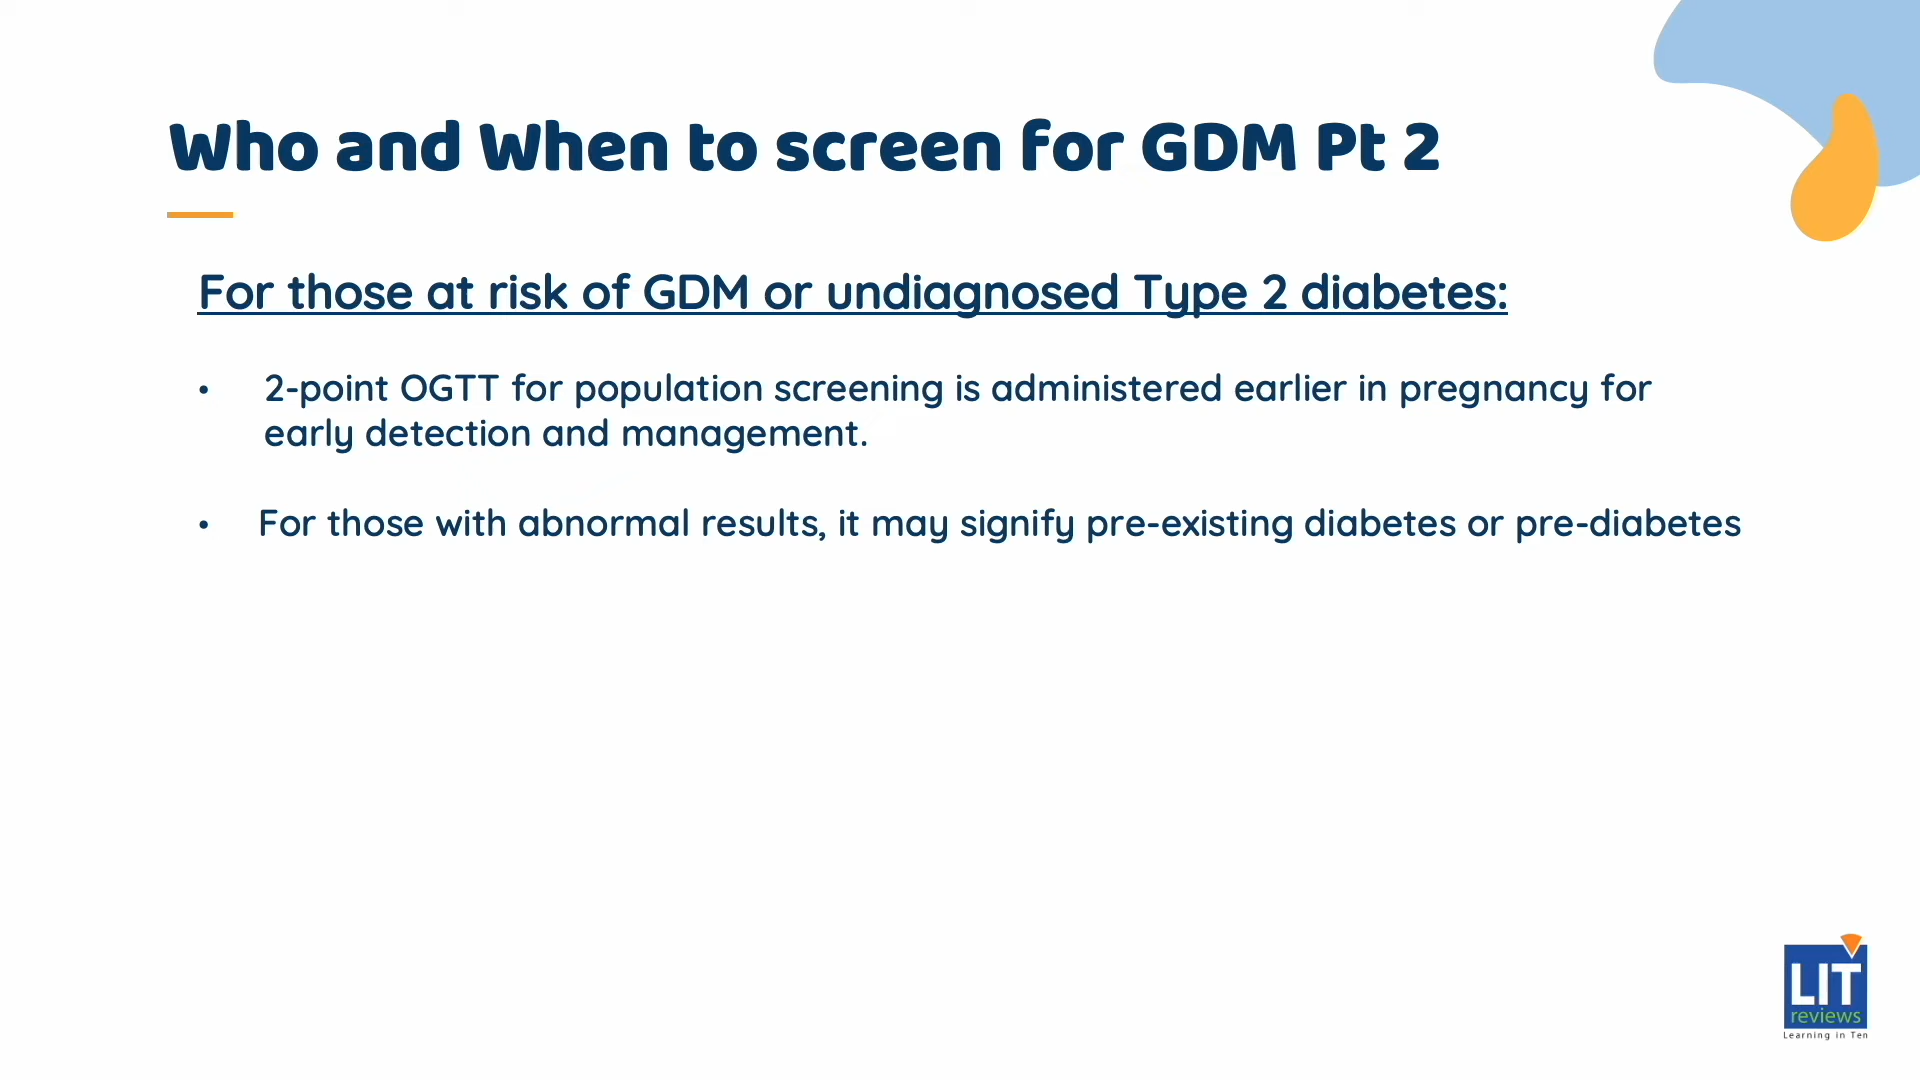 Who and When to screen for GDM Pt 2
For those at risk of GDM or undiagnosed Type 2 diabetes:
• 2-point OGTT for population screening is administered earlier in pregnancy for
early detection and management.
• For those with abnormal results, it may signify pre-existing diabetes or pre-diabetes
LIT
reviews
Learning in Ten